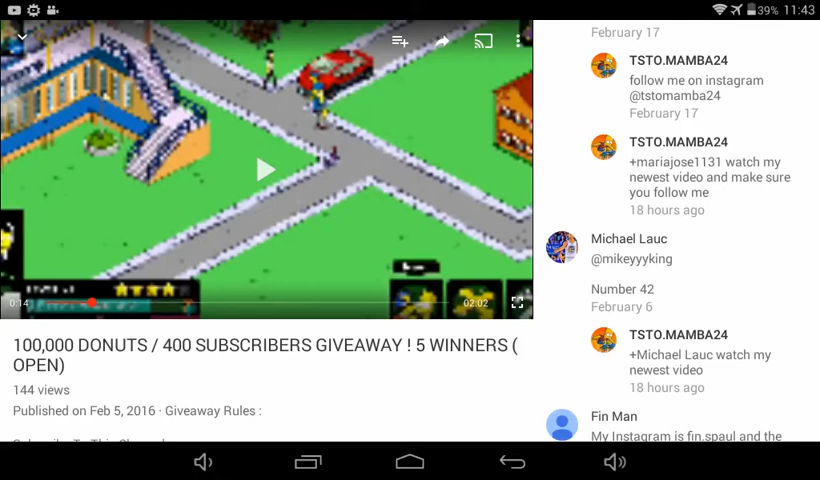 39% 11:43
0:14
02:02
100,000 DONUTS / 400 SUBSCRIBERS GIVEAWAY ! 5 WINNERS (
OPEN)
144 views
Published on Feb 5, 2016 · Giveaway Rules :
February 17
TSTO.MAMBA24
follow me on instagram
@tstomamba24
February 17
TSTO.MAMBA24
+mariajose1131 watch my
newest video and make sure
you follow me
18 hours ago
Michael Lauc
@mikeyyyking
Number 42
February 6
TSTO.MAMBA24
+Michael Lauc watch my
newest video
18 hours ago
Fin Man
My Instagram is fin.spaul and the